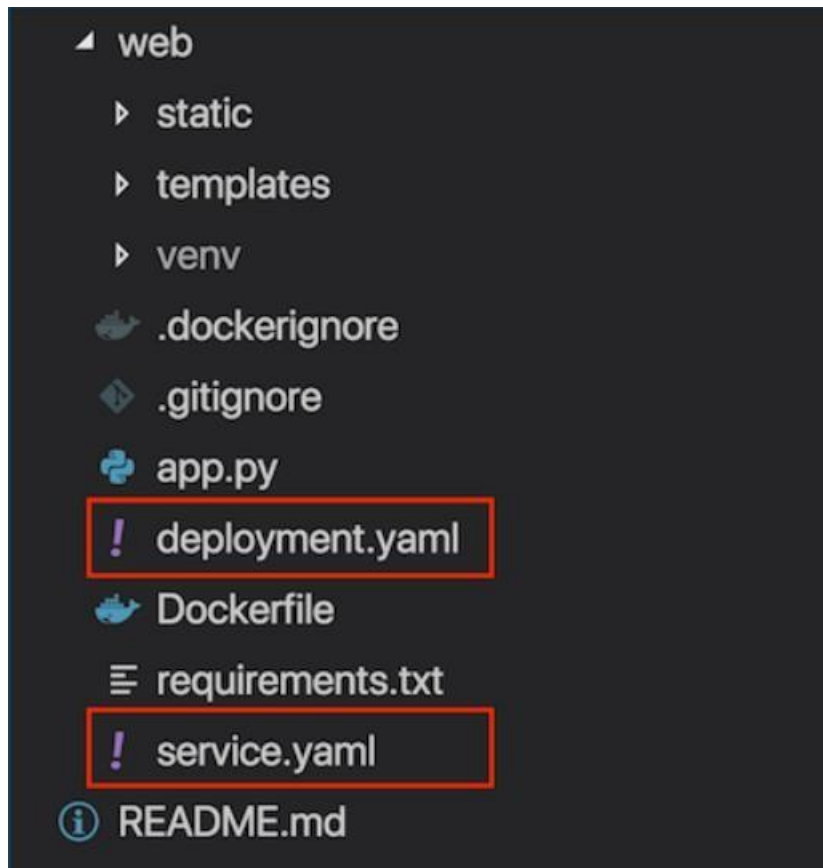 web
static
templates
venv
.dockerignore
.gitignore
app.py
deployment.yaml
Dockerfile
requirements.txt
service.yaml
README.md